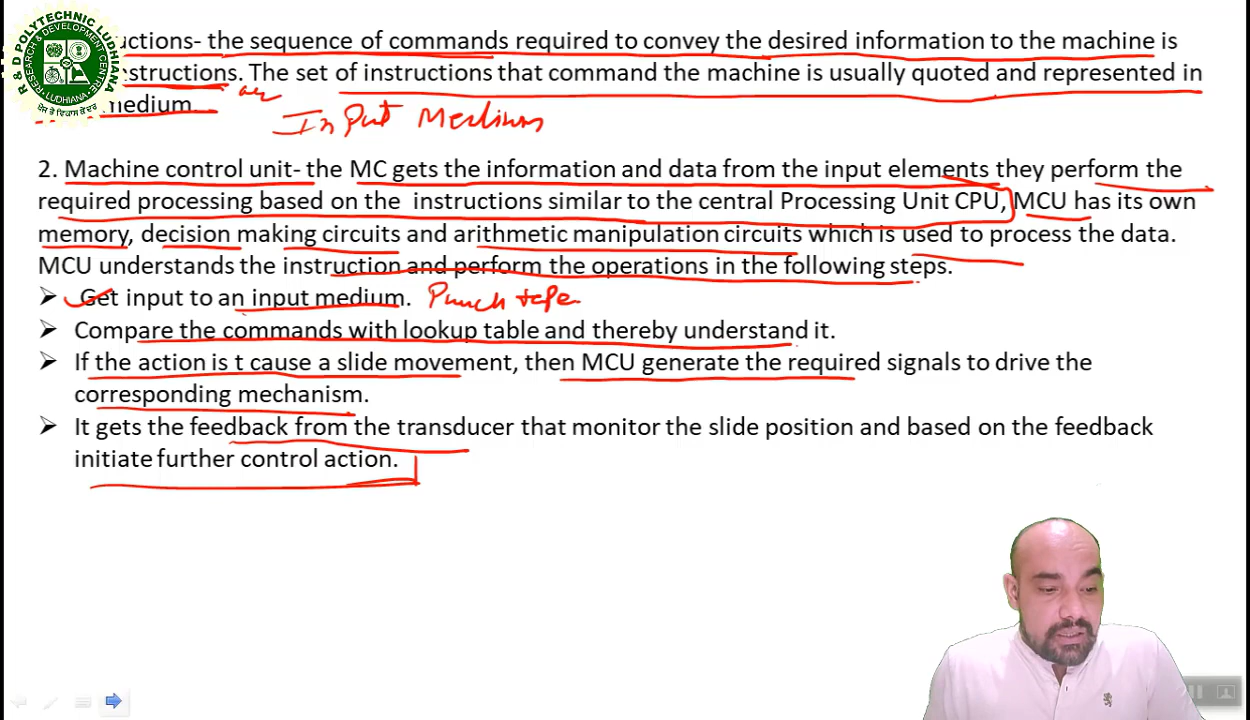 R & D POLYTECHNIC LUDHIANA
RESEARCH & DEVELOPMENT CENTRE
LUDHIANA
uctions- the sequence of commands required to convey the desired information to the machine is
structions. The set of instructions that command the machine is usually quoted and represented in
medium.
Input Medium
2. Machine control unit- the MC gets the information and data from the input elements they perform the
required processing based on the instructions similar to the central Processing Unit CPU, MCU has its own
memory, decision making circuits and arithmetic manipulation circuits which is used to process the data.
MCU understands the instruction and perform the operations in the following steps.
➢ Get input to an input medium. Punch tape
➢ Compare the commands with lookup table and thereby understand it.
➢ If the action is t cause a slide movement, then MCU generate the required signals to drive the
corresponding mechanism.
➢ It gets the feedback from the transducer that monitor the slide position and based on the feedback
initiate further control action.